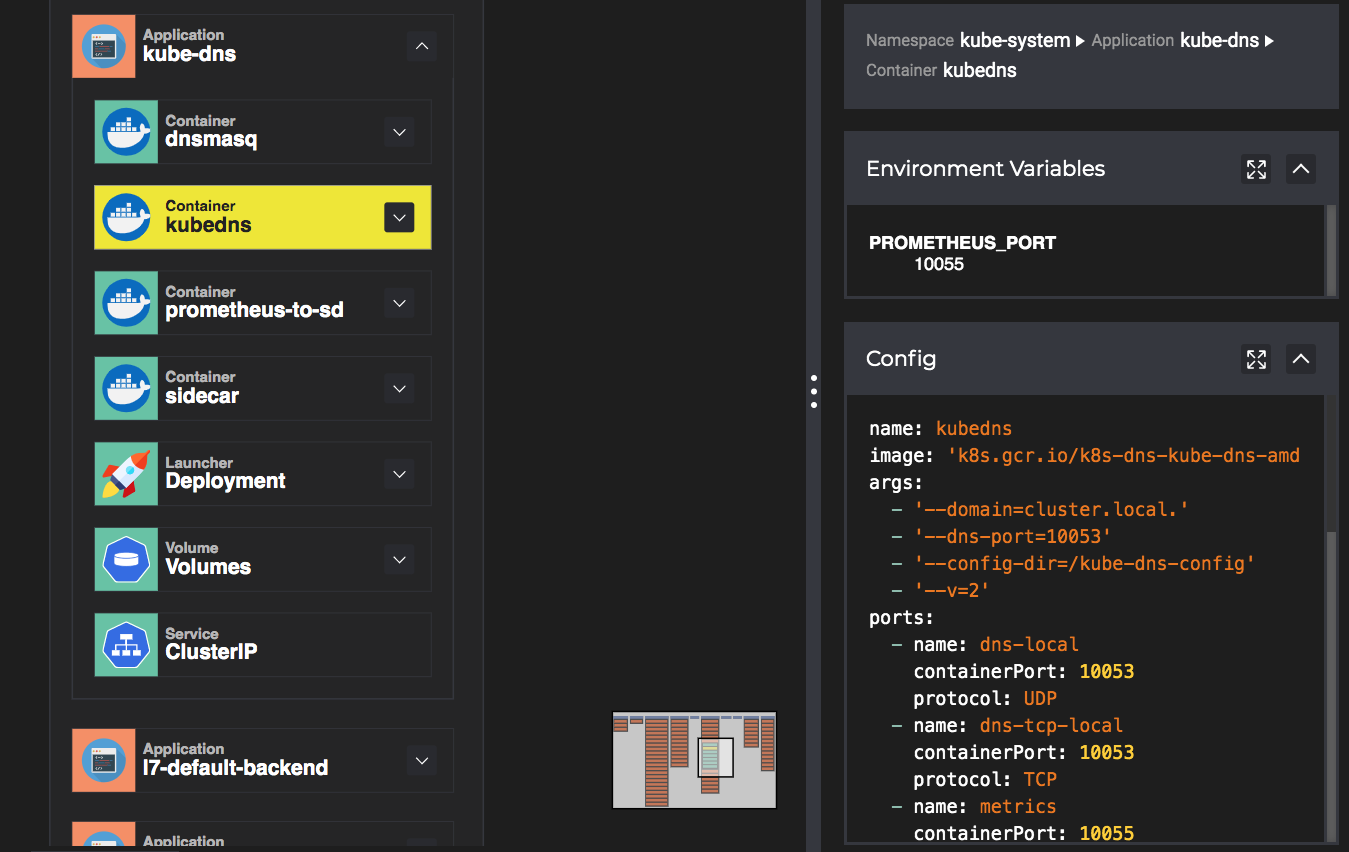 Application
kube-dns
Container
dnsmasq
Container
kubedns
Container
prometheus-to-sd
Container
sidecar
Launcher
Deployment
Volume
Volumes
Service
ClusterIP
Application
l7-default-backend
Application
Namespace kube-system Application kube-dns
Container kubedns
Environment Variables
PROMETHEUS_PORT
10055
Config
name: kubedns
image: 'k8s.gcr.io/k8s-dns-kube-dns-amd
args:
- '--domain=cluster.local.'
- '--dns-port=10053'
- '--config-dir=/kube-dns-config'
- '--v=2'
ports:
- name: dns-local
containerPort: 10053
protocol: UDP
- name: dns-tcp-local
containerPort: 10053
protocol: TCP
- name: metrics
containerPort: 10055